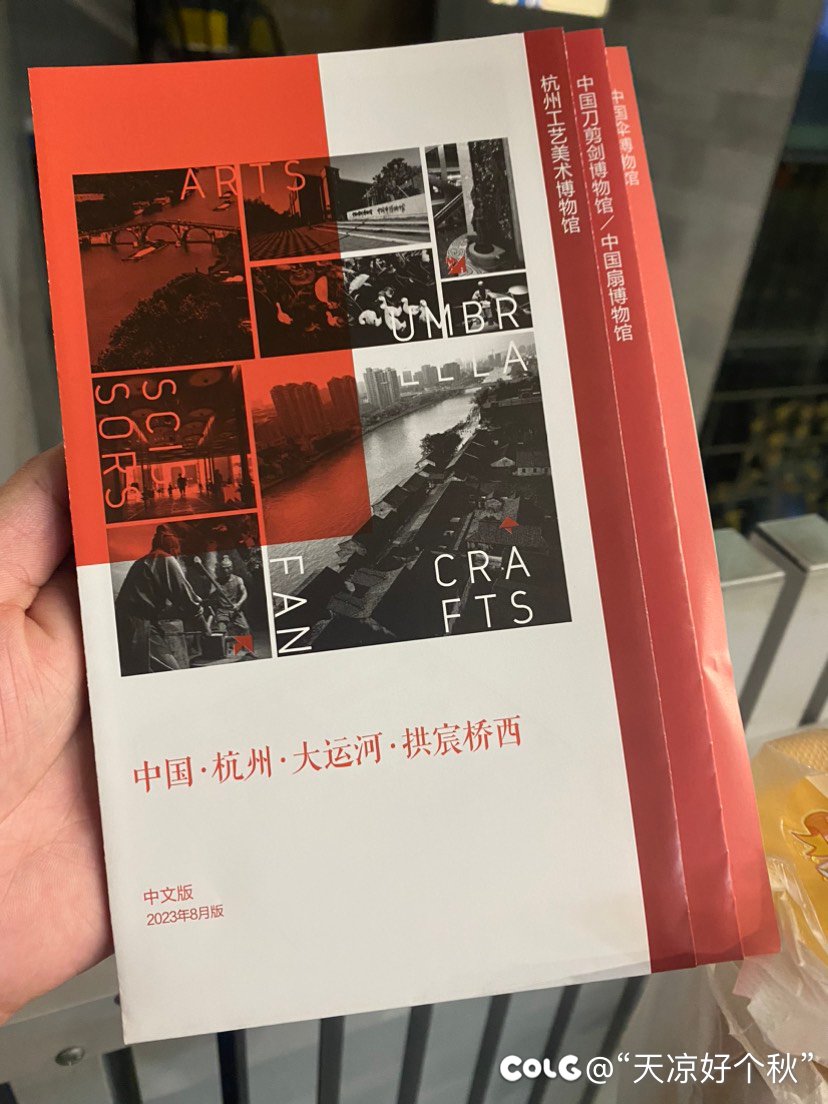 ARTS
UMBR
ELLA
SCIS
SORS
FAN
CRA
FTS
中国·杭州·大运河·拱宸桥西
中文版
2023年8月版
杭州工艺美术博物馆
中国刀剪剑博物馆/中国扇博物馆
中国伞博物馆
COLG@“天凉好个秋”